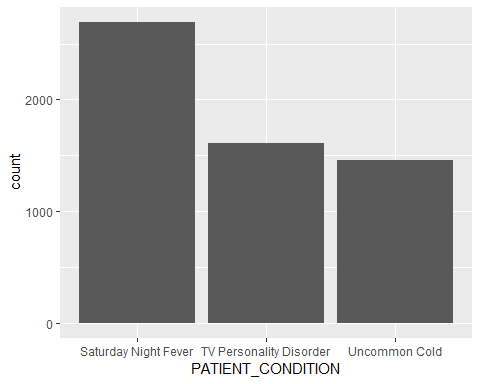 count
2000
1000
0
Saturday Night Fever TV Personality Disorder Uncommon Cold
PATIENT_CONDITION